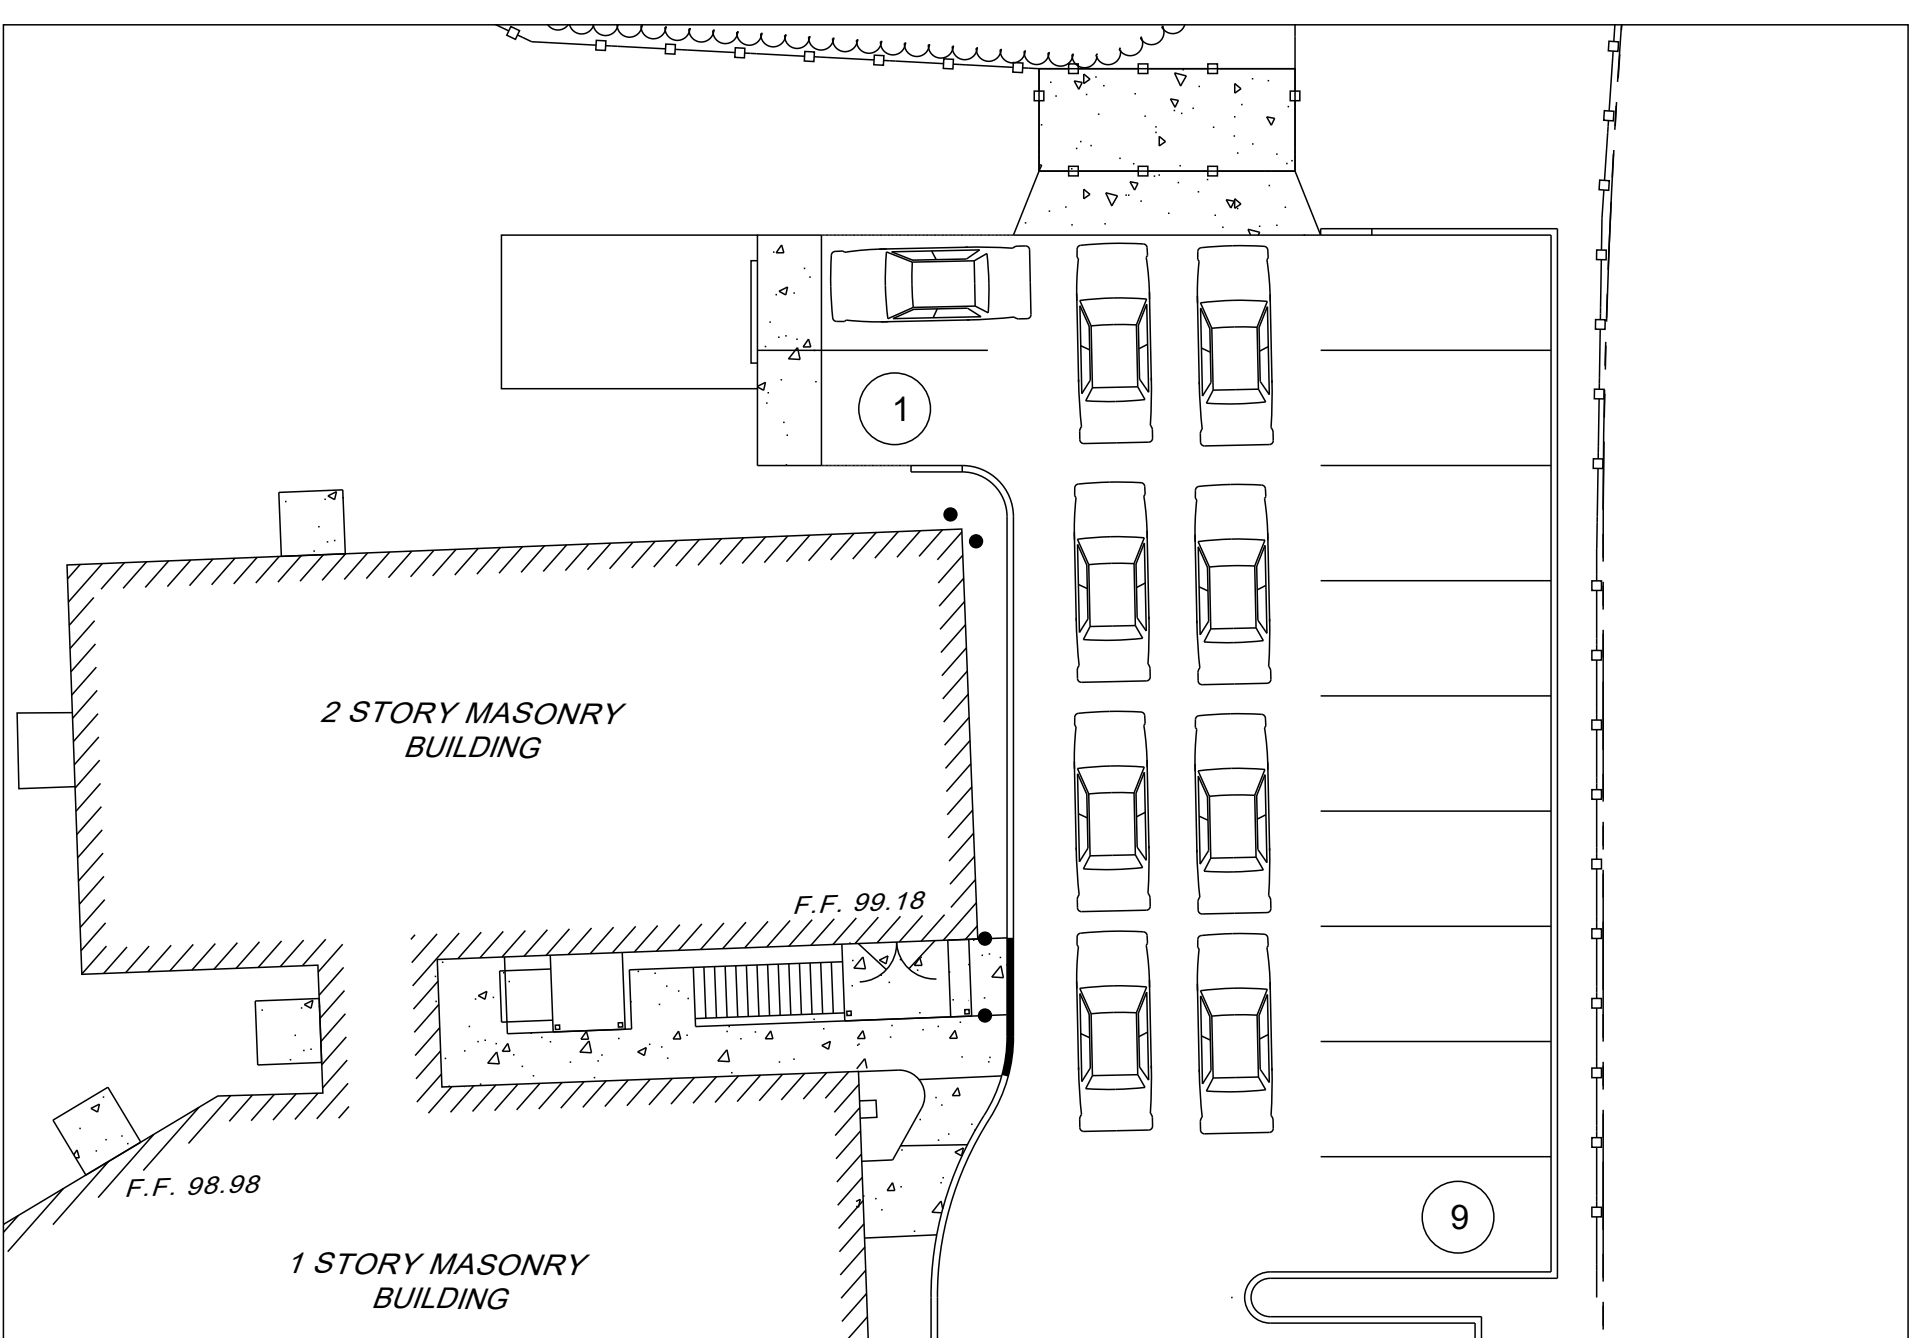 1
2 STORY MASONRY
BUILDING
F.F. 99.18
F.F. 98.98
9
1 STORY MASONRY
BUILDING